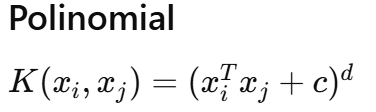 Polinomial
K(x_i, x_j) = (x_i^T x_j + c)^d